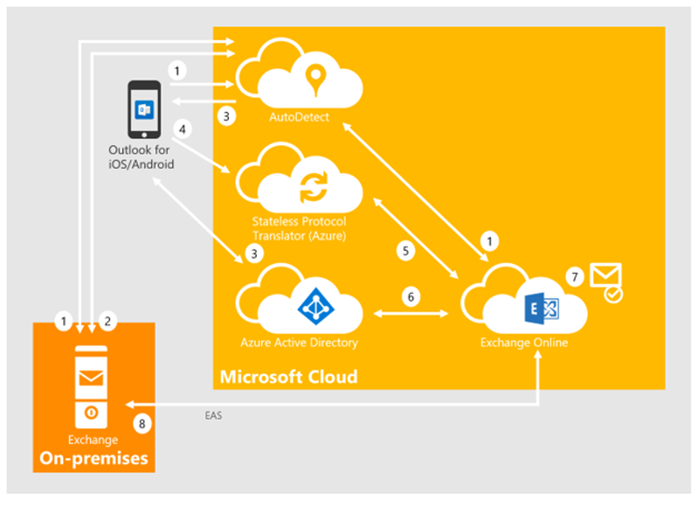 1
AutoDetect
3
4
Outlook for
iOS/Android
Stateless Protocol
Translator (Azure)
3
5
1
7
6
E
Azure Active Directory
Exchange Online
1
2
Microsoft Cloud
8
EAS
Exchange
On-premises